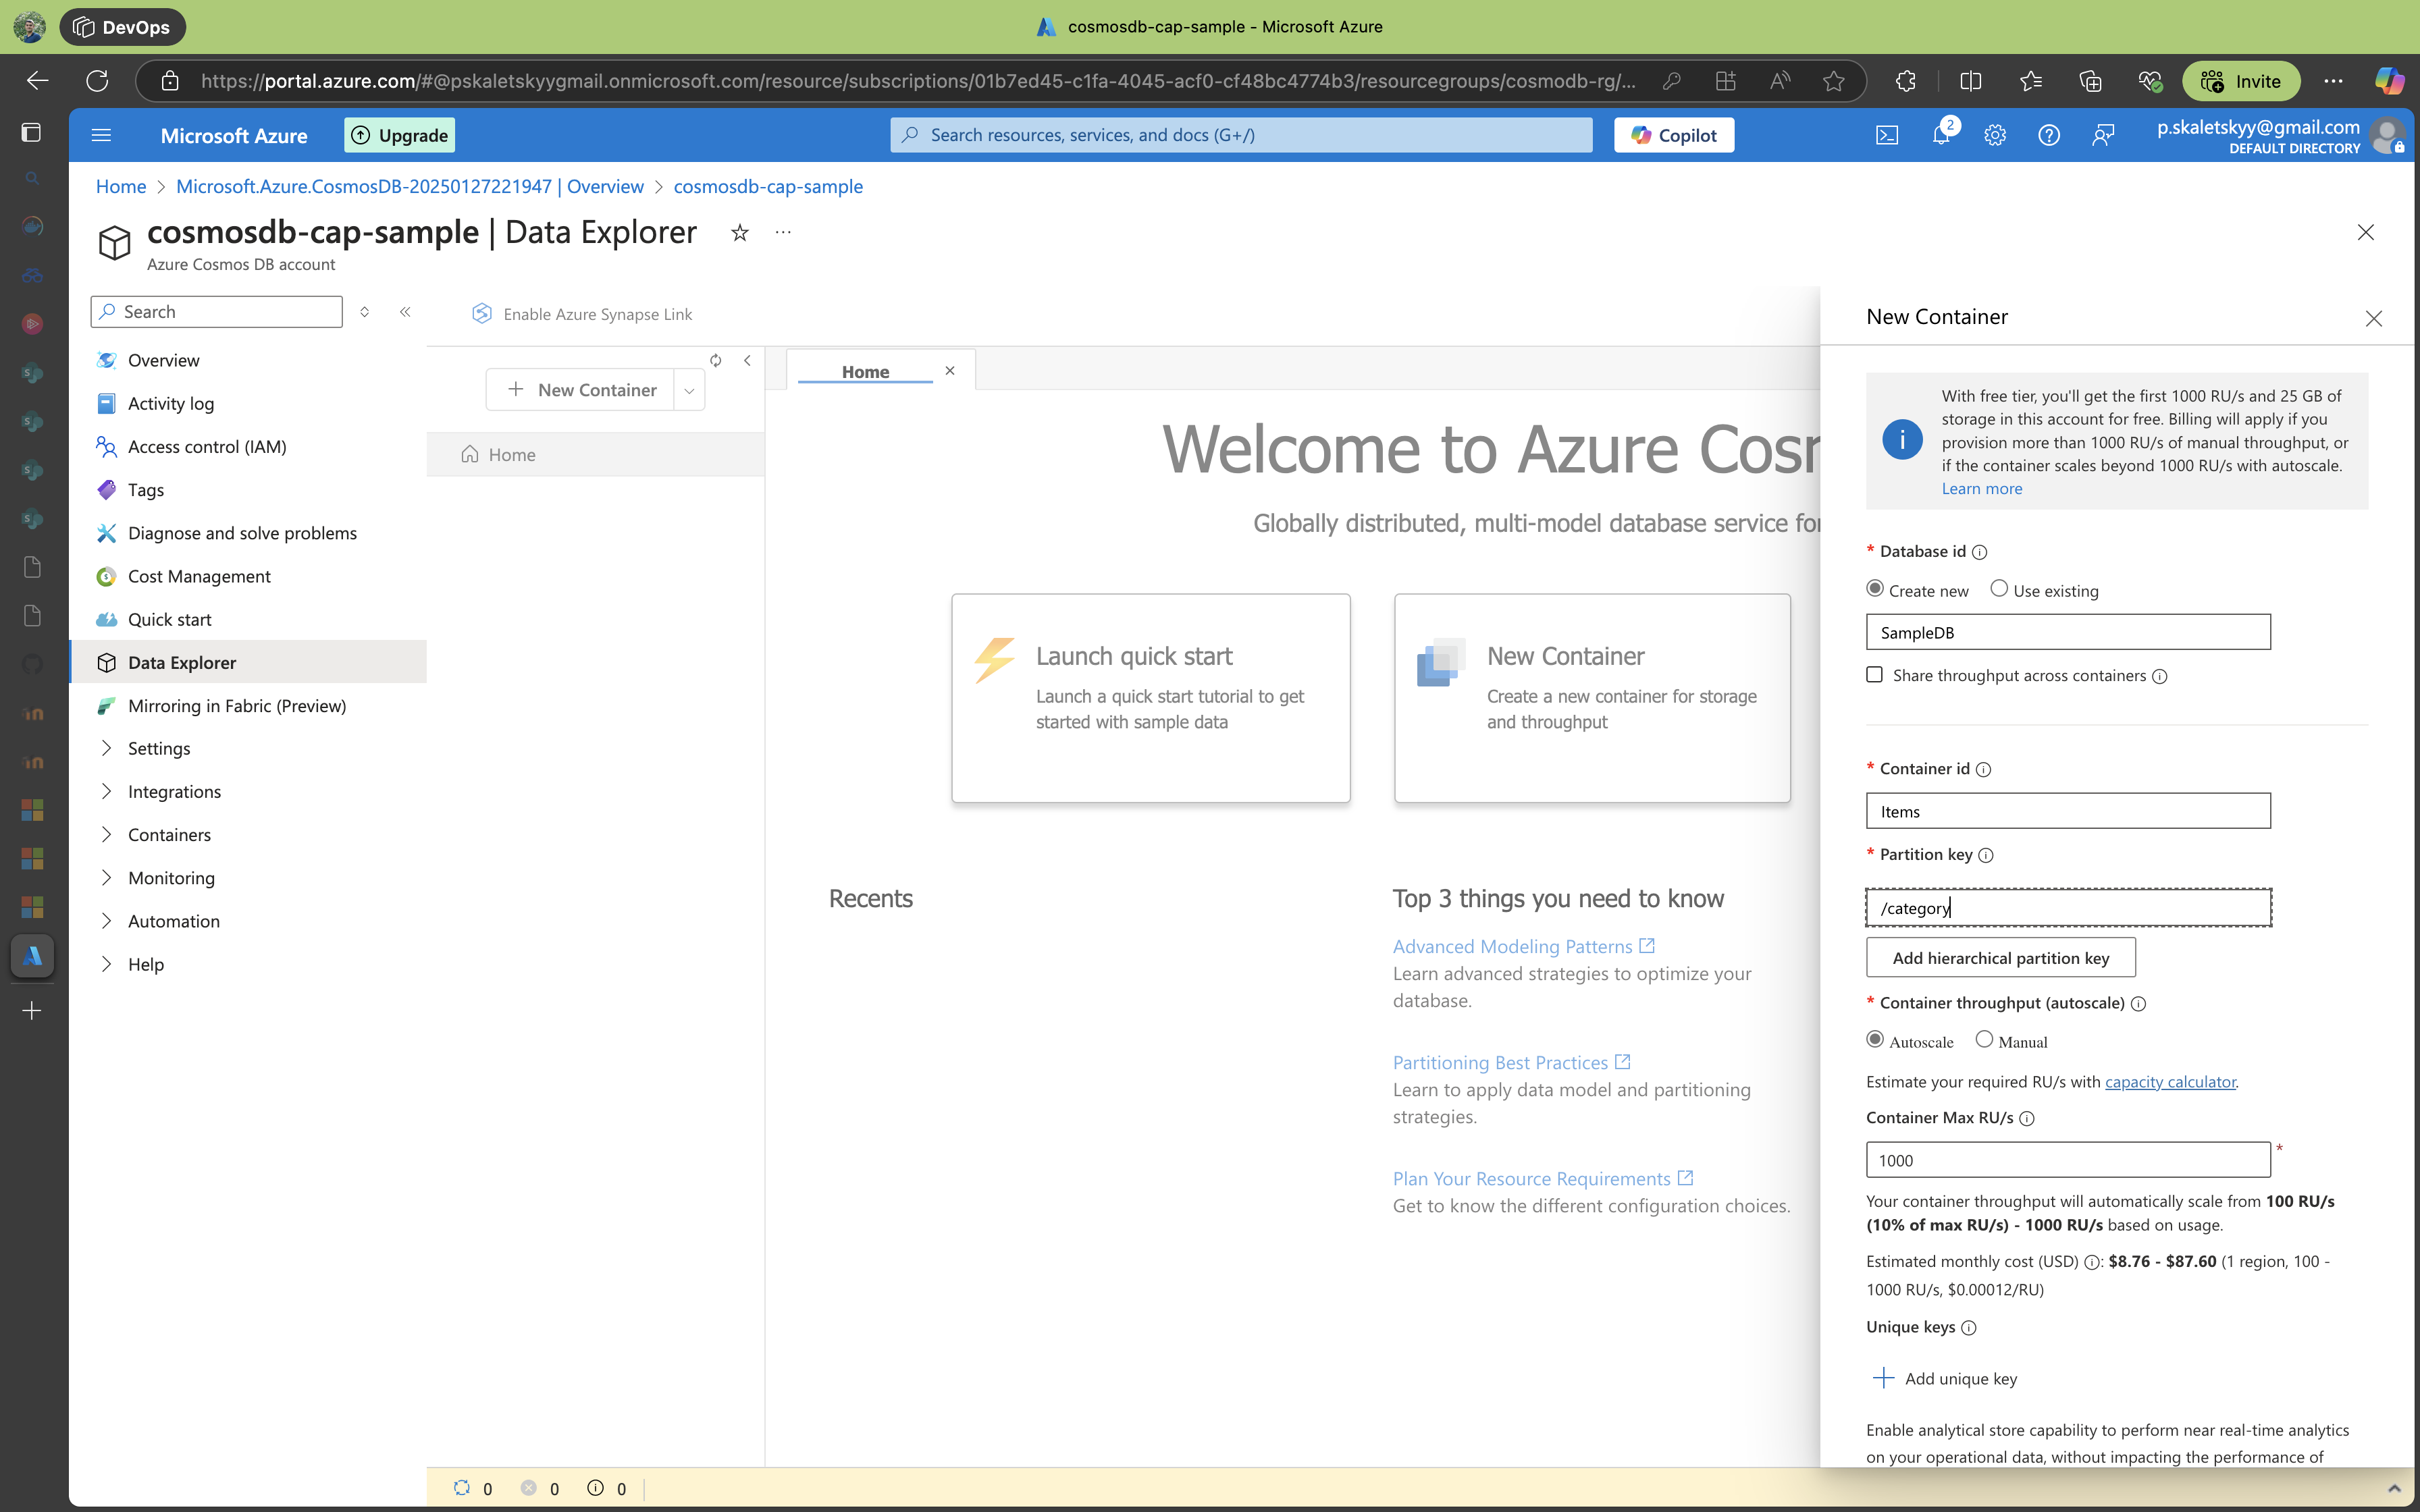 DevOps
cosmosdb-cap-sample - Microsoft Azure
https://portal.azure.com/#@pskaletskyygmail.onmicrosoft.com/resource/subscriptions/01b7ed45-c1fa-4045-acf0-cf48bc4774b3/resourcegroups/cosmodb-rg/...
Invite
Microsoft Azure
Upgrade
Search resources, services, and docs (G+/)
Copilot
2
p.skaletskyy@gmail.com
DEFAULT DIRECTORY
Home > Microsoft.Azure.CosmosDB-20250127221947 | Overview > cosmosdb-cap-sample
cosmosdb-cap-sample | Data Explorer
Azure Cosmos DB account
Search
Overview
Activity log
Access control (IAM)
Tags
Diagnose and solve problems
Cost Management
Quick start
Data Explorer
Mirroring in Fabric (Preview)
Settings
Integrations
Containers
Monitoring
Automation
Help
Enable Azure Synapse Link
New Container
Home
Home
Welcome to Azure Cosr
Globally distributed, multi-model database service for
Launch quick start
Launch a quick start tutorial to get
started with sample data
New Container
Create a new container for storage
and throughput
Recents
Top 3 things you need to know
Advanced Modeling Patterns
Learn advanced strategies to optimize your
database.
Partitioning Best Practices
Learn to apply data model and partitioning
strategies.
Plan Your Resource Requirements
Get to know the different configuration choices.
0 0 0
New Container
With free tier, you'll get the first 1000 RU/s and 25 GB of
storage in this account for free. Billing will apply if you
provision more than 1000 RU/s of manual throughput, or
if the container scales beyond 1000 RU/s with autoscale.
Learn more
* Database id
Create new Use existing
SampleDB
Share throughput across containers
* Container id
Items
* Partition key
/category
Add hierarchical partition key
* Container throughput (autoscale)
Autoscale Manual
Estimate your required RU/s with capacity calculator.
Container Max RU/s
1000 *
Your container throughput will automatically scale from 100 RU/s
(10% of max RU/s) - 1000 RU/s based on usage.
Estimated monthly cost (USD) : $8.76 - $87.60 (1 region, 100 -
1000 RU/s, $0.00012/RU)
Unique keys
Add unique key
Enable analytical store capability to perform near real-time analytics
on your operational data, without impacting the performance of